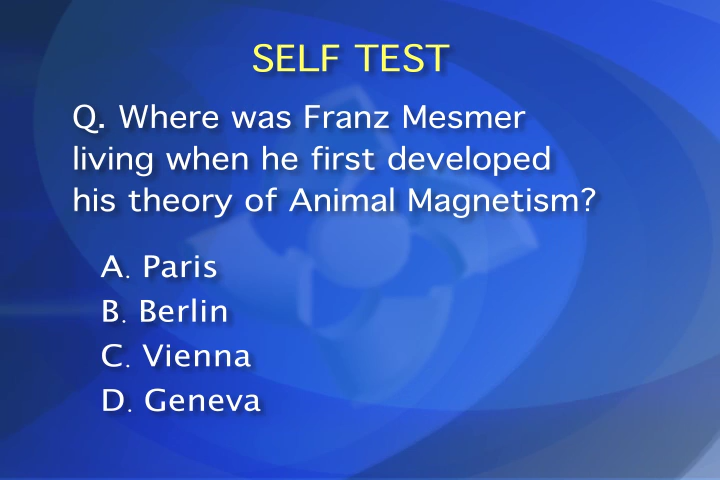 SELF TEST
Q. Where was Franz Mesmer
living when he first developed
his theory of Animal Magnetism?
A. Paris
B. Berlin
C. Vienna
D. Geneva